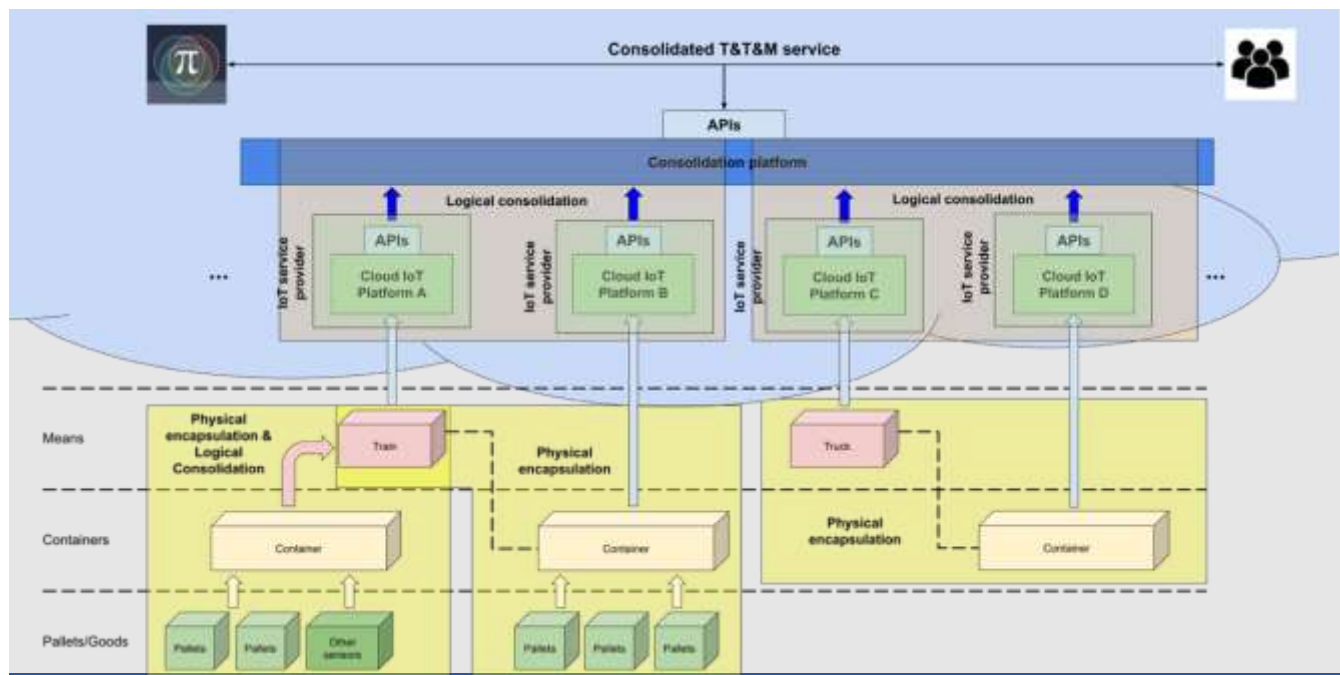 π
Consolidated T&T&M service
APIs
Consolidation platform
Logical consolidation
Logical consolidation
IoT service
provider
APIs
Cloud IoT
Platform A
IoT service
provider
APIs
Cloud IoT
Platform B
IoT service
provider
APIs
Cloud IoT
Platform C
IoT service
provider
APIs
Cloud IoT
Platform D
...
...
Means
Physical
encapsulation &
Logical
Consolidation
Train
Physical
encapsulation
Truck
Containers
Container
Container
Physical
encapsulation
Container
Pallets/Goods
Pallets
Pallets
Other
sensors
Pallets
Pallets
Pallets